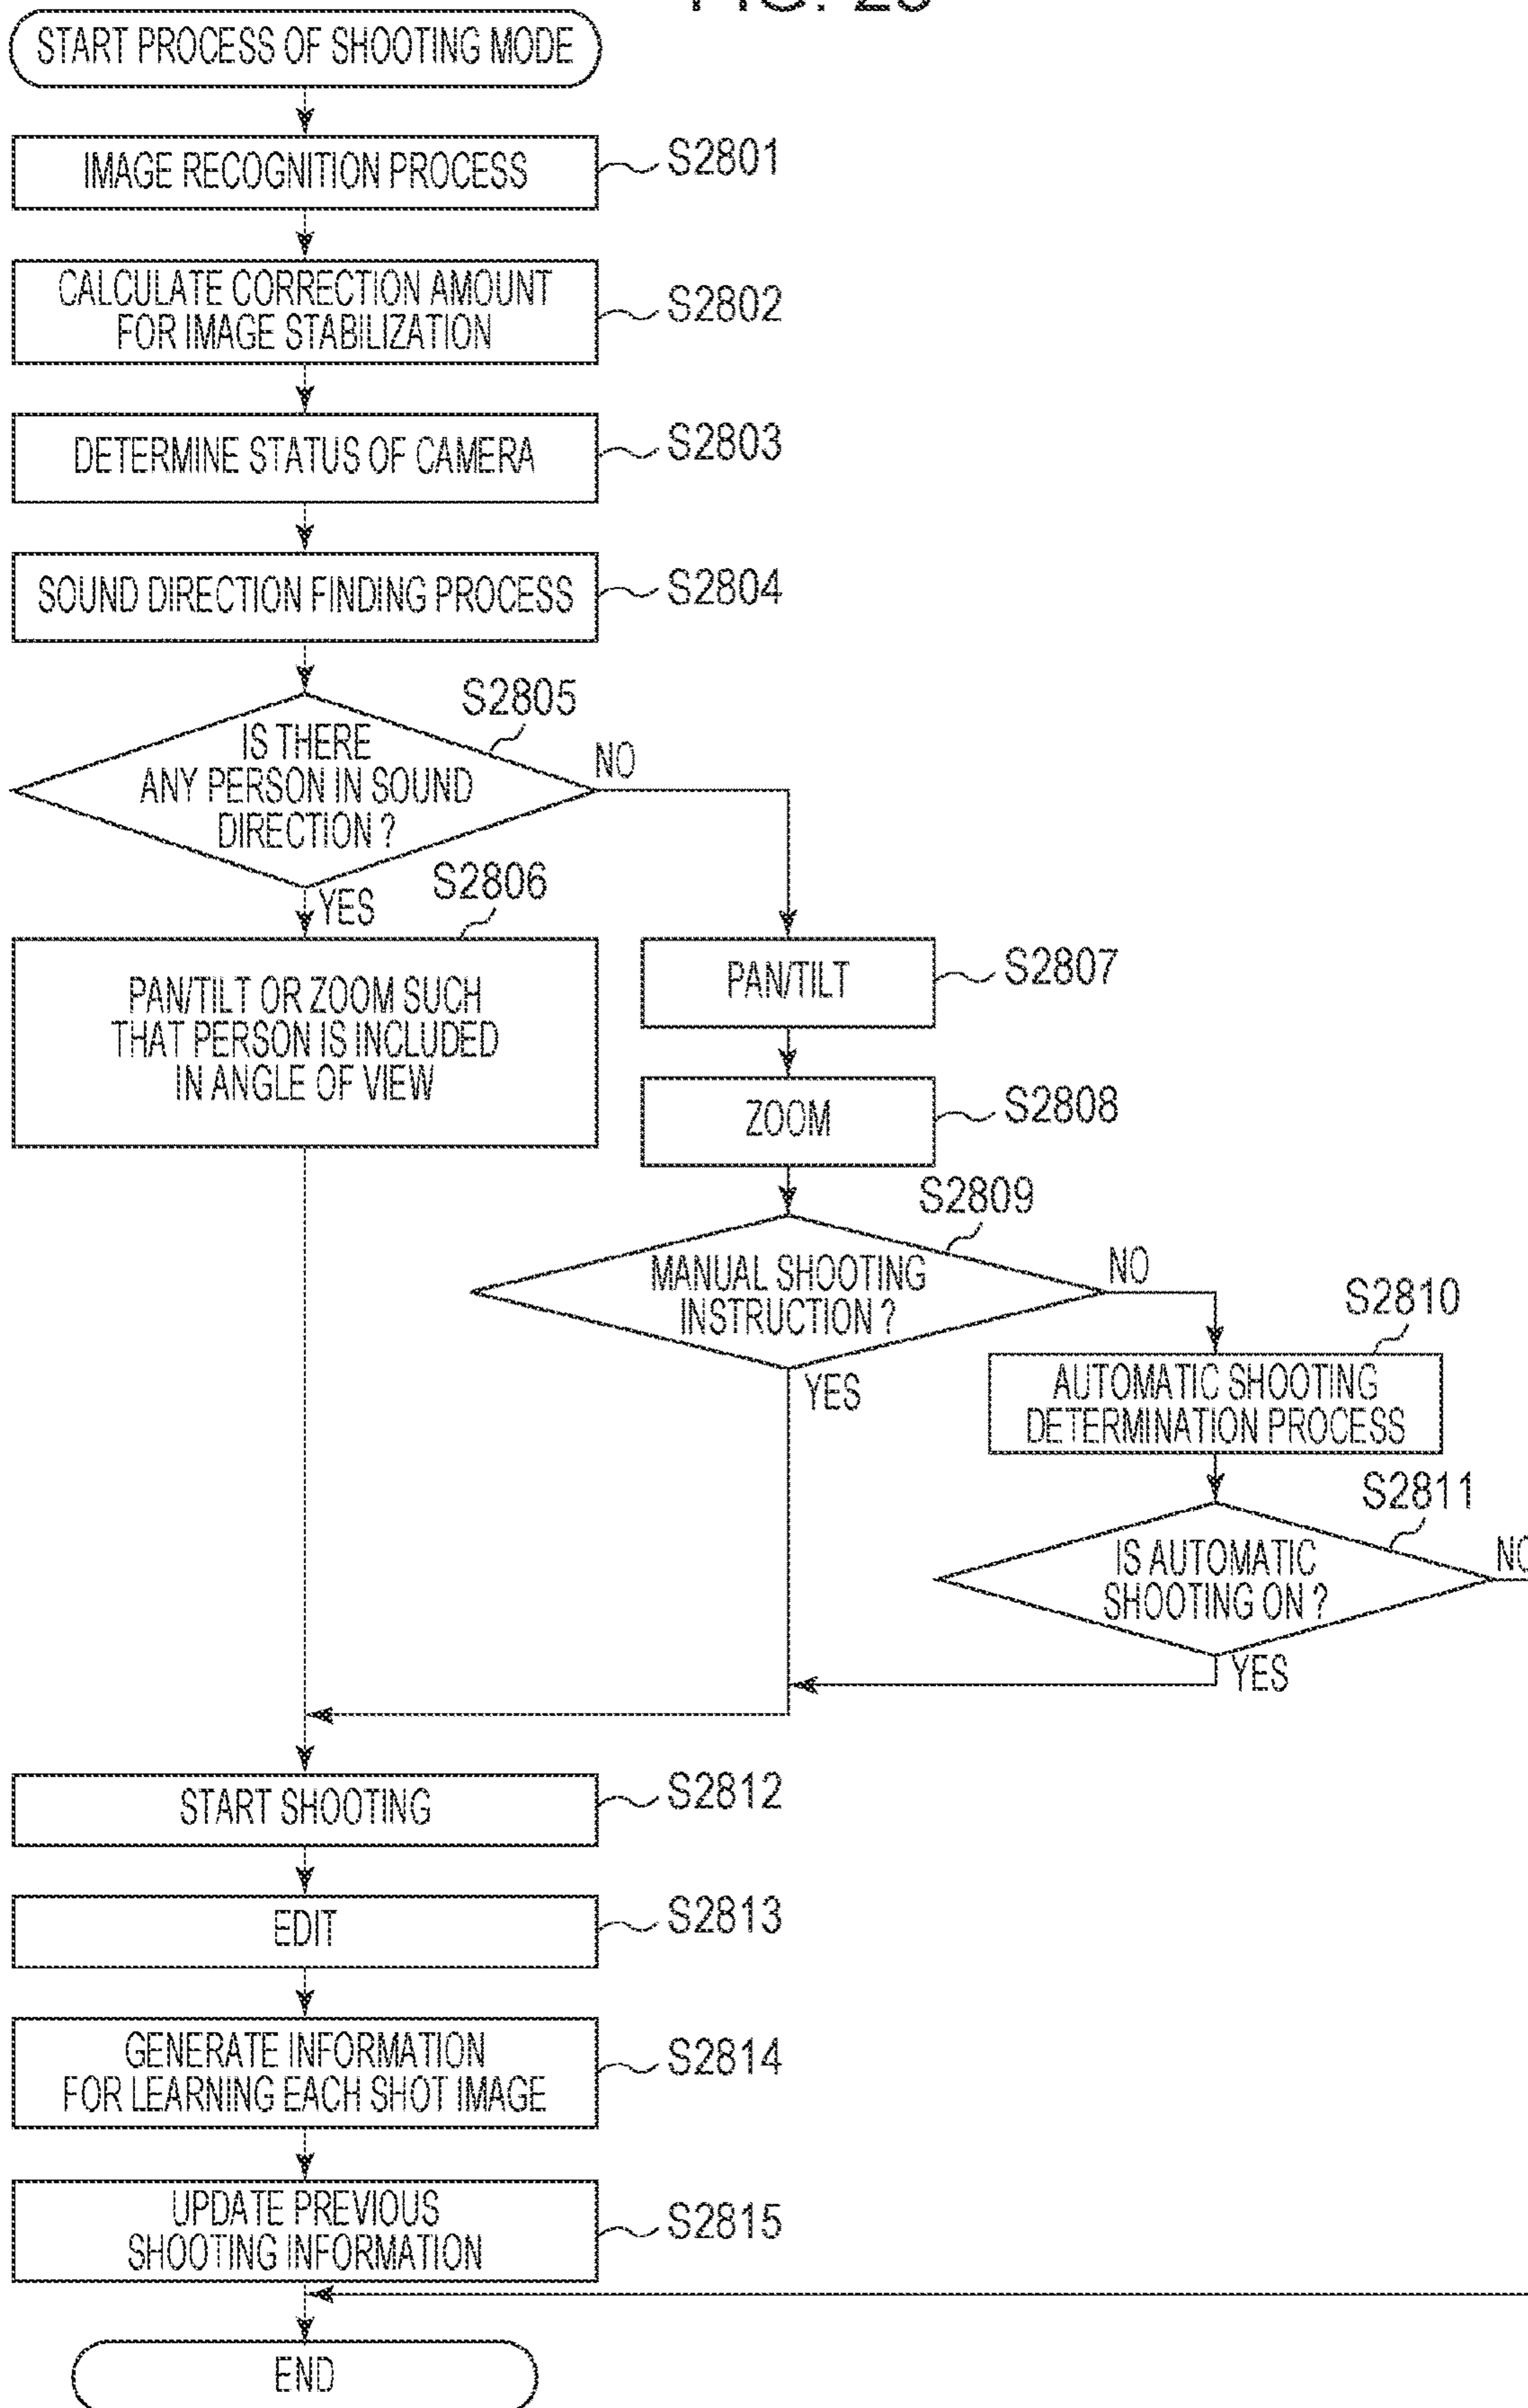 START PROCESS OF SHOOTING MODE
IMAGE RECOGNITION PROCESS
S2801
CALCULATE CORRECTION AMOUNT
FOR IMAGE STABILIZATION
S2802
DETERMINE STATUS OF CAMERA
S2803
SOUND DIRECTION FINDING PROCESS
S2804
S2805
IS THERE
ANY PERSON IN SOUND
DIRECTION ?
NO
YES
S2806
PAN/TILT OR ZOOM SUCH
THAT PERSON IS INCLUDED
IN ANGLE OF VIEW
PAN/TILT
S2807
ZOOM
S2808
S2809
MANUAL SHOOTING
INSTRUCTION ?
NO
YES
S2810
AUTOMATIC SHOOTING
DETERMINATION PROCESS
S2811
IS AUTOMATIC
SHOOTING ON ?
NO
YES
START SHOOTING
S2812
EDIT
S2813
GENERATE INFORMATION
FOR LEARNING EACH SHOT IMAGE
S2814
UPDATE PREVIOUS
SHOOTING INFORMATION
S2815
END